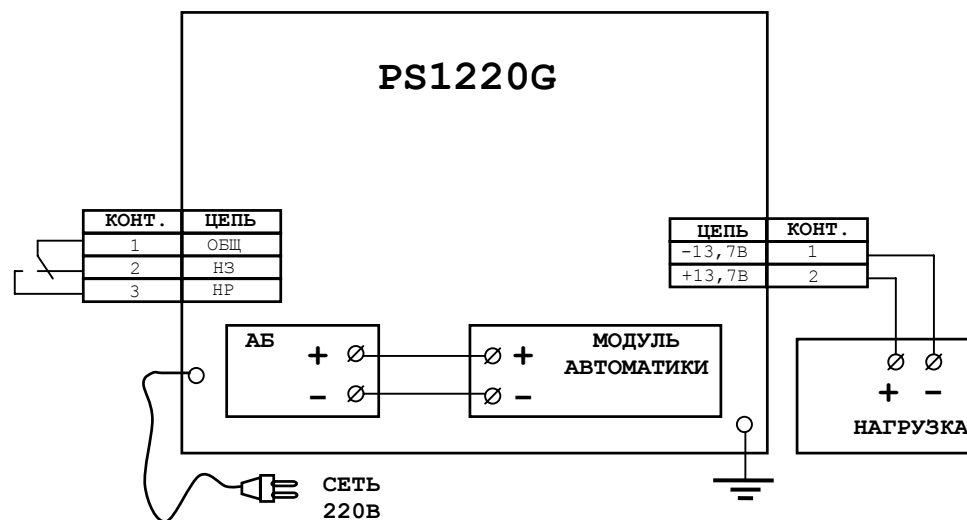 PS1220G
КОНТ. ЦЕПЬ
1 ОБЩ
2 НЗ
3 НР
ЦЕПЬ КОНТ.
-13,7В 1
+13,7В 2
АБ
+
-
МОДУЛЬ
АВТОМАТИКИ
+
-
+ -
НАГРУЗКА
СЕТЬ
220В